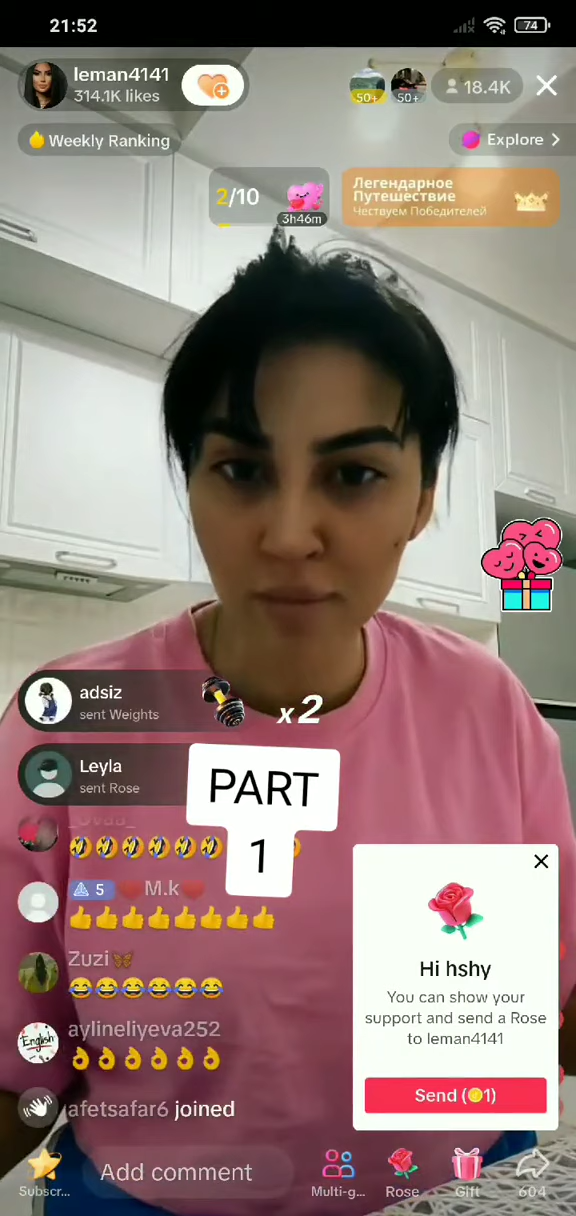 21:52
74
leman4141
314.1K likes
50+
50+
18.4K
Weekly Ranking
Explore
2/10
3h46m
Легендарное
Путешествие
Чествуем Победителей
adsiz
sent Weights
x2
Leyla
sent Rose
PART
1
5
M.k
Zuzi
aylineliyeva252
English
afetsafar6 joined
Hi hshy
You can show your
support and send a Rose
to leman4141
Send (1)
Subscr...
Add comment
Multi-g...
Rose
Gift
604